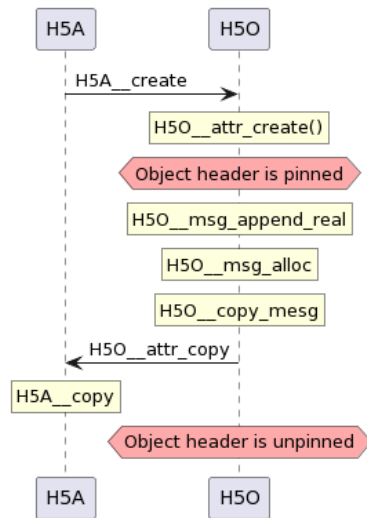 H5A H5O
H5A__create
H5O__attr_create()
Object header is pinned
H5O__msg_append_real
H5O__msg_alloc
H5O__copy_mesg
H5O__attr_copy
H5A__copy
Object header is unpinned
H5A H5O